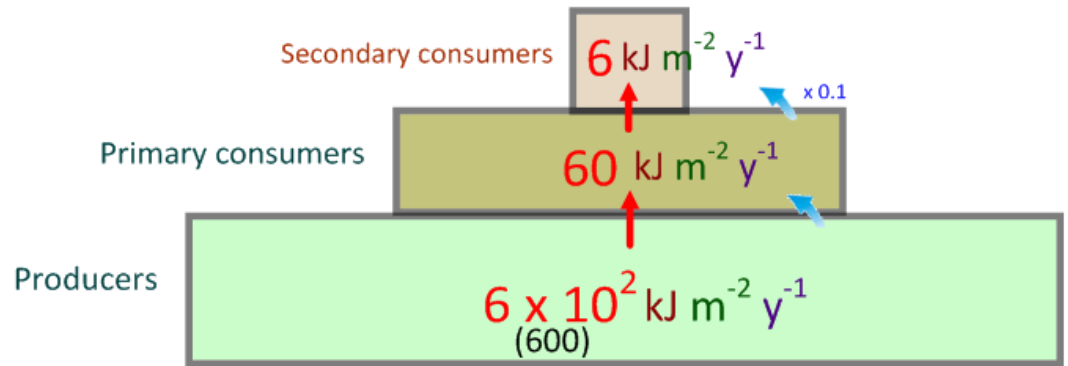 Secondary consumers 6 kJ m⁻² y⁻¹
x 0.1
Primary consumers 60 kJ m⁻² y⁻¹
Producers 6 x 10² kJ m⁻² y⁻¹
(600)